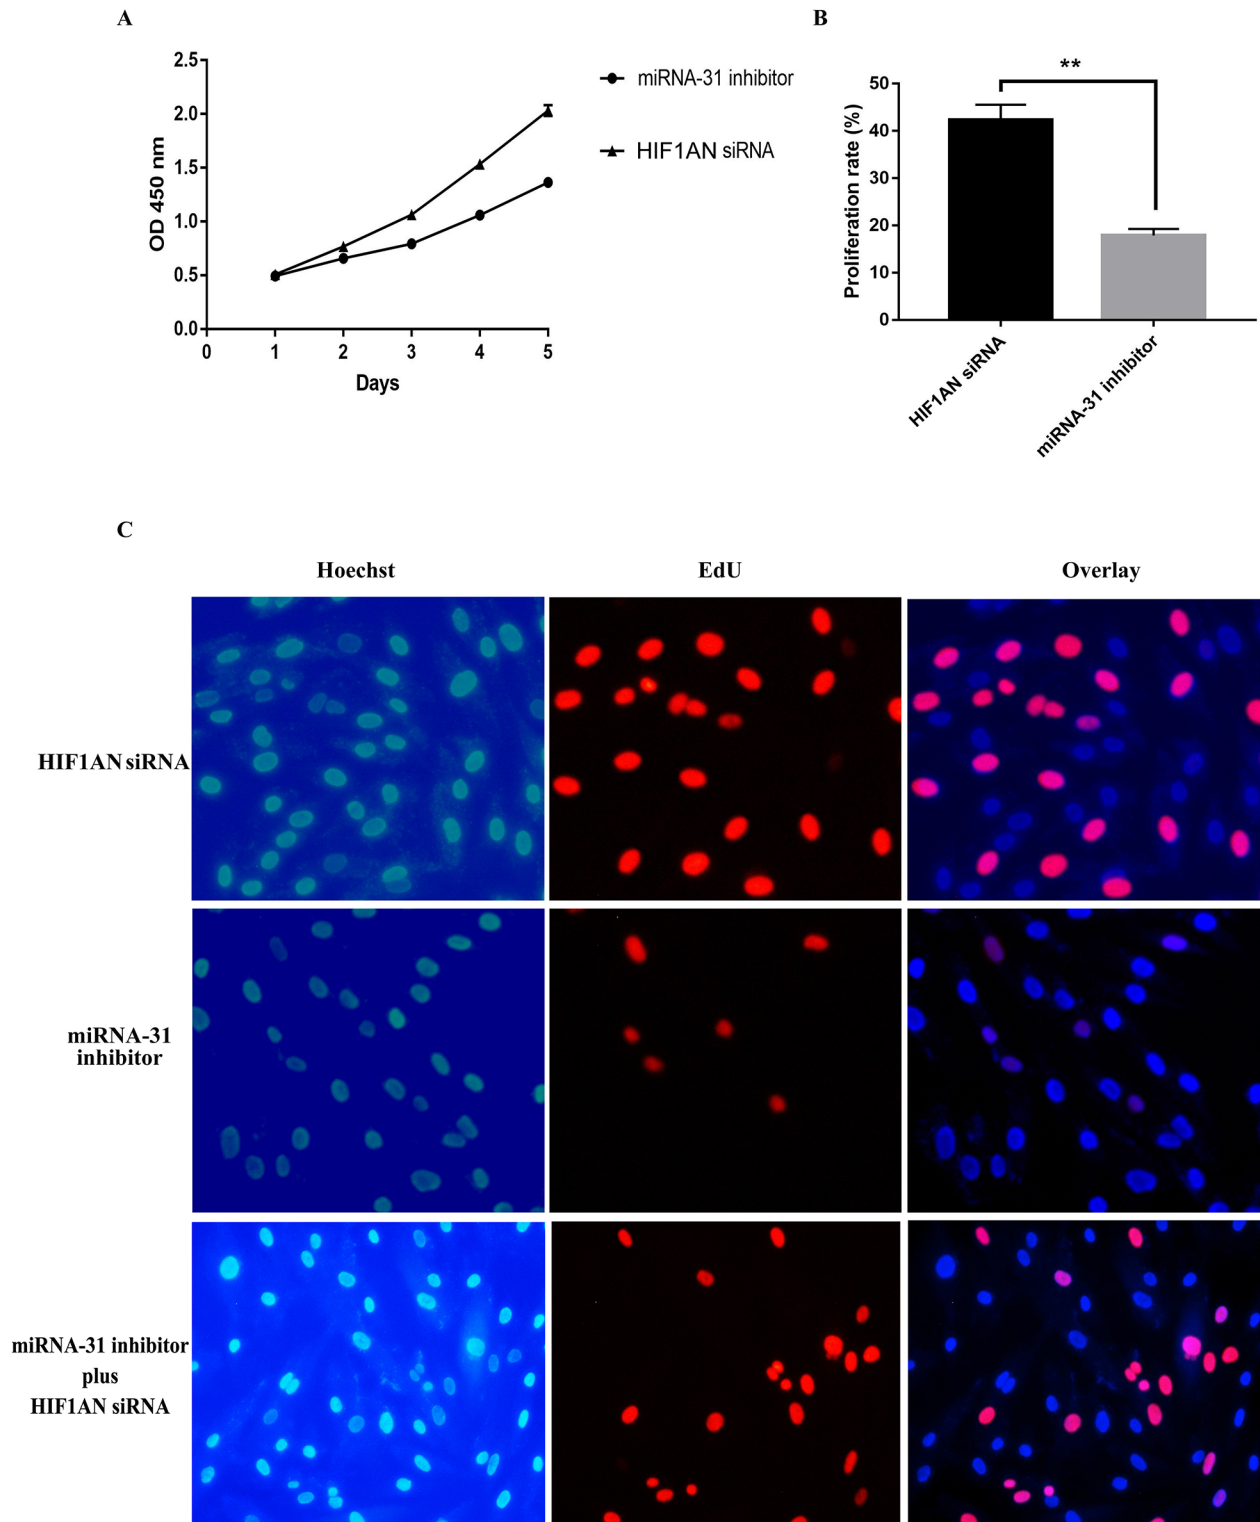 A
2.5
2.0
1.5
1.0
0.5
0.0
OD 450 nm
0 1 2 3 4 5
Days
miRNA-31 inhibitor
HIF1AN siRNA
B
**
50
40
30
20
10
0
Proliferation rate (%)
HIF1AN siRNA
miRNA-31 inhibitor
C
Hoechst EdU Overlay
HIF1AN siRNA
miRNA-31
inhibitor
miRNA-31 inhibitor
plus
HIF1AN siRNA